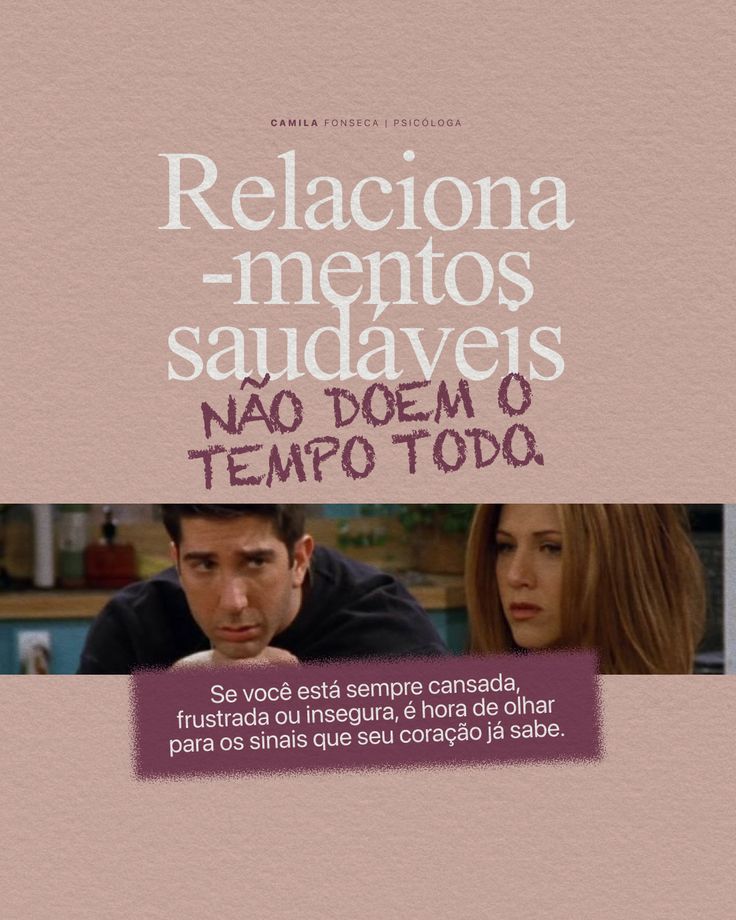 CAMILA FONSECA | PSICÓLOGA
Relaciona
-mentos
saudáveis
NÃO DOEM O
TEMPO TODO.
Se você está sempre cansada,
frustrada ou insegura, é hora de olhar
para os sinais que seu coração já sabe.